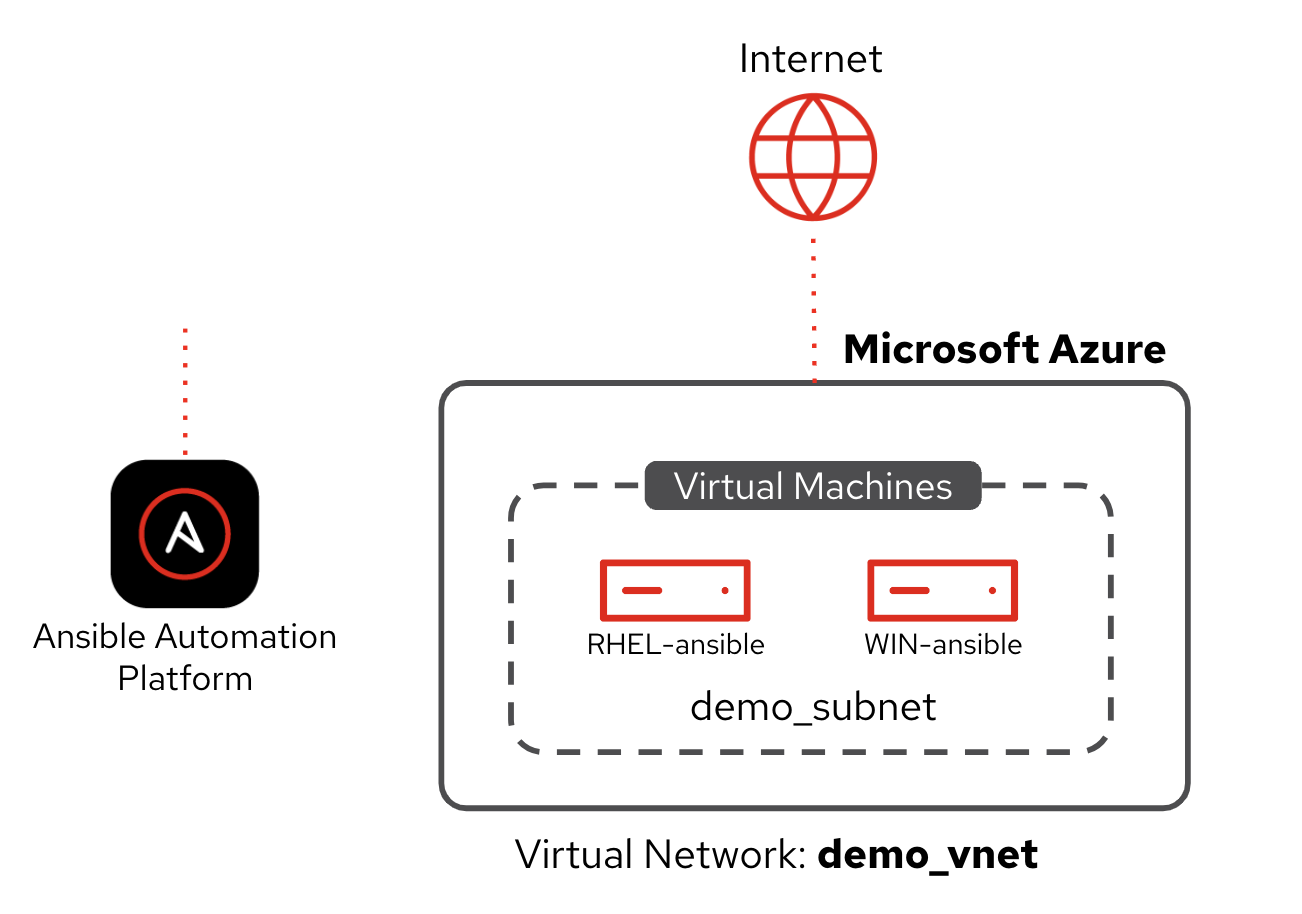 Internet
Microsoft Azure
Virtual Machines
RHEL-ansible
WIN-ansible
demo_subnet
Ansible Automation
Platform
Virtual Network: demo_vnet